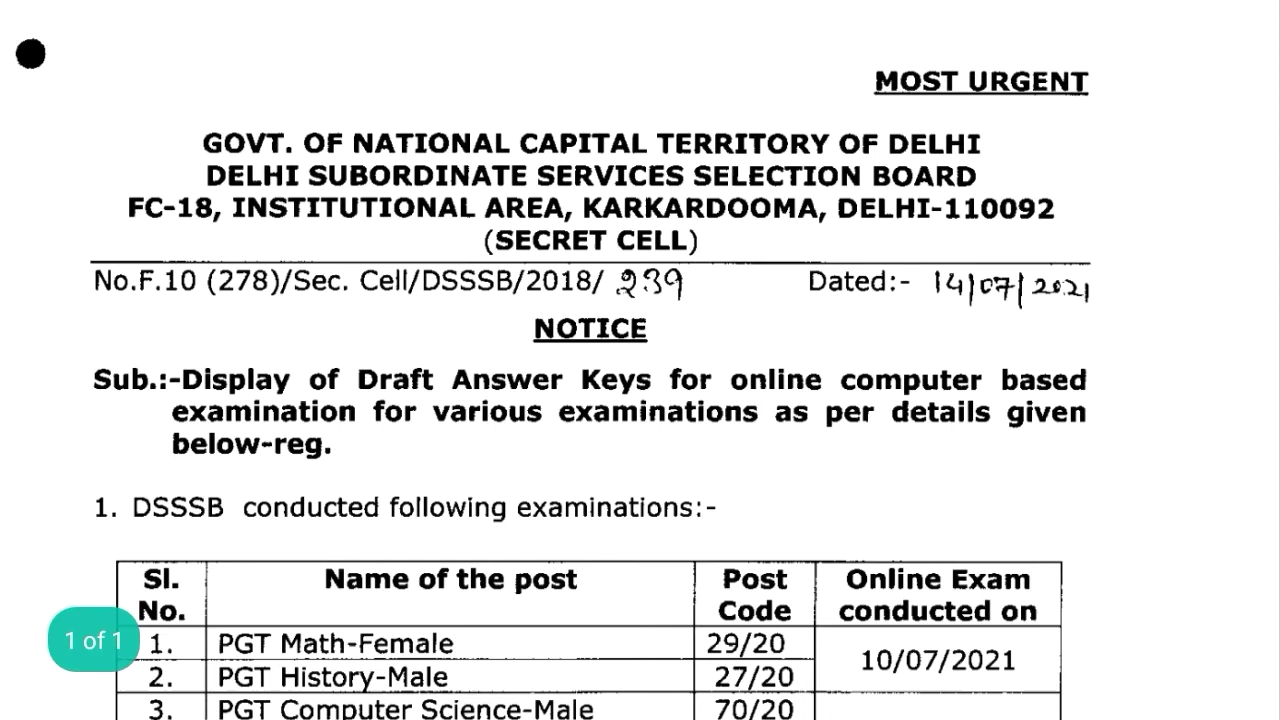 MOST URGENT
GOVT. OF NATIONAL CAPITAL TERRITORY OF DELHI
DELHI SUBORDINATE SERVICES SELECTION BOARD
FC-18, INSTITUTIONAL AREA, KARKARDOOMA, DELHI-110092
(SECRET CELL)
No.F.10 (278)/Sec. Cell/DSSSB/2018/ 239 Dated:- 14/07/2021
NOTICE
Sub.:-Display of Draft Answer Keys for online computer based
examination for various examinations as per details given
below-reg.
1. DSSSB conducted following examinations:-
Sl. No. Name of the post Post Code Online Exam conducted on
1. PGT Math-Female 29/20 10/07/2021
2. PGT History-Male 27/20
3. PGT Computer Science-Male 70/20
1 of 1